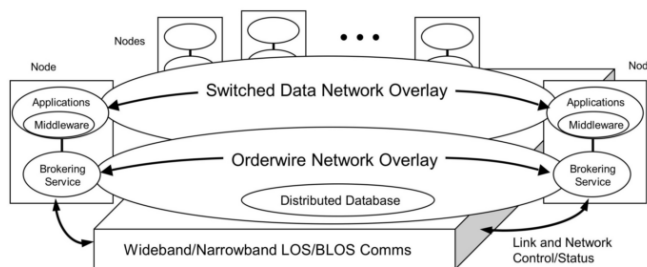 Nodes
Node
Node
Switched Data Network Overlay
Applications
Applications
Middleware
Middleware
Orderwire Network Overlay
Brokering
Service
Brokering
Service
Distributed Database
Wideband/Narrowband LOS/BLOS Comms
Link and Network
Control/Status